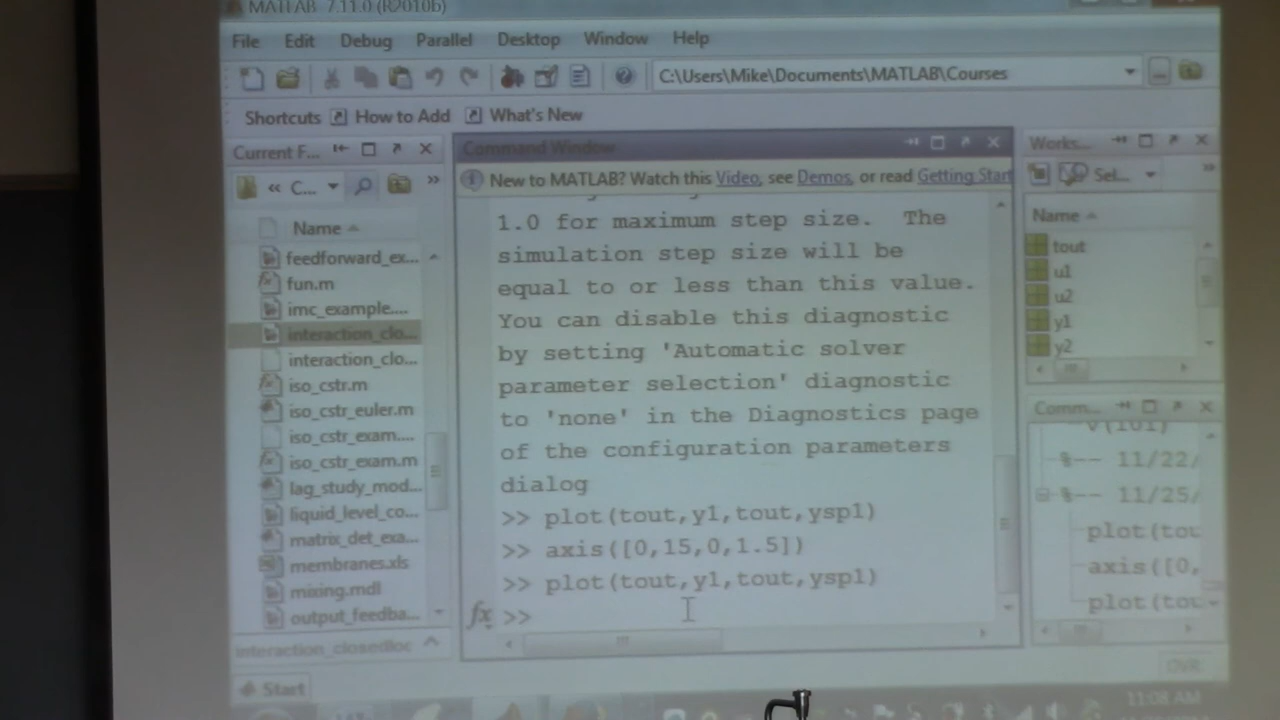 MATLAB 7.11.0 (R2010b)
File Edit Debug Parallel Desktop Window Help
C:\Users\Mike\Documents\MATLAB\Courses
Shortcuts How to Add What's New
Current F...
« C...
Name
feedforward_ex...
fun.m
imc_example....
interaction_clo...
interaction_clo...
iso_cstr.m
iso_cstr_euler.m
iso_cstr_exam....
iso_cstr_exam.m
lag_study_mod...
liquid_level_co...
matrix_det_exa...
membranes.xls
mixing.mdl
output_feedba...
interaction_closedloc
Start
Command Window
New to MATLAB? Watch this Video, see Demos, or read Getting Start
1.0 for maximum step size. The
simulation step size will be
equal to or less than this value.
You can disable this diagnostic
by setting 'Automatic solver
parameter selection' diagnostic
to 'none' in the Diagnostics page
of the configuration parameters
dialog
>> plot(tout,y1,tout,ysp1)
>> axis([0,15,0,1.5])
>> plot(tout,y1,tout,ysp1)
fx >>
Works...
Sel...
Name
tout
u1
u2
y1
y2
Comm...
v(101)
%-- 11/22/
%-- 11/25/
plot(tou
axis([0,
plot(tou
OVR
11:08 AM